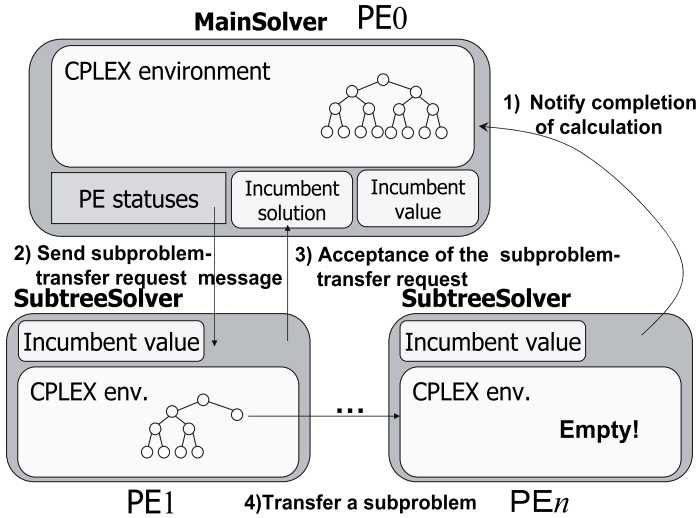 MainSolver PE0
CPLEX environment
1) Notify completion
of calculation
PE statuses
Incumbent
solution
Incumbent
value
2) Send subproblem-
transfer request message
3) Acceptance of the subproblem-
transfer request
SubtreeSolver
Incumbent value
CPLEX env.
SubtreeSolver
Incumbent value
CPLEX env.
Empty!
...
PE1
4)Transfer a subproblem
PEn